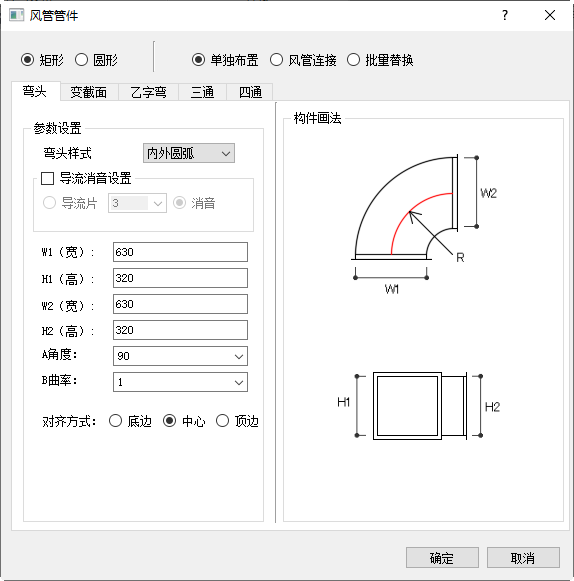 风管管件
矩形 圆形 单独布置 风管连接 批量替换
弯头 变截面 乙字弯 三通 四通
参数设置
弯头样式 内外圆弧
导流消音设置
导流片 3 消音
W1（宽）: 630
H1（高）: 320
W2（宽）: 630
H2（高）: 320
A角度: 90
B曲率: 1
对齐方式: 底边 中心 顶边
构件画法
W2
R
W1
H1
H2
确定 取消